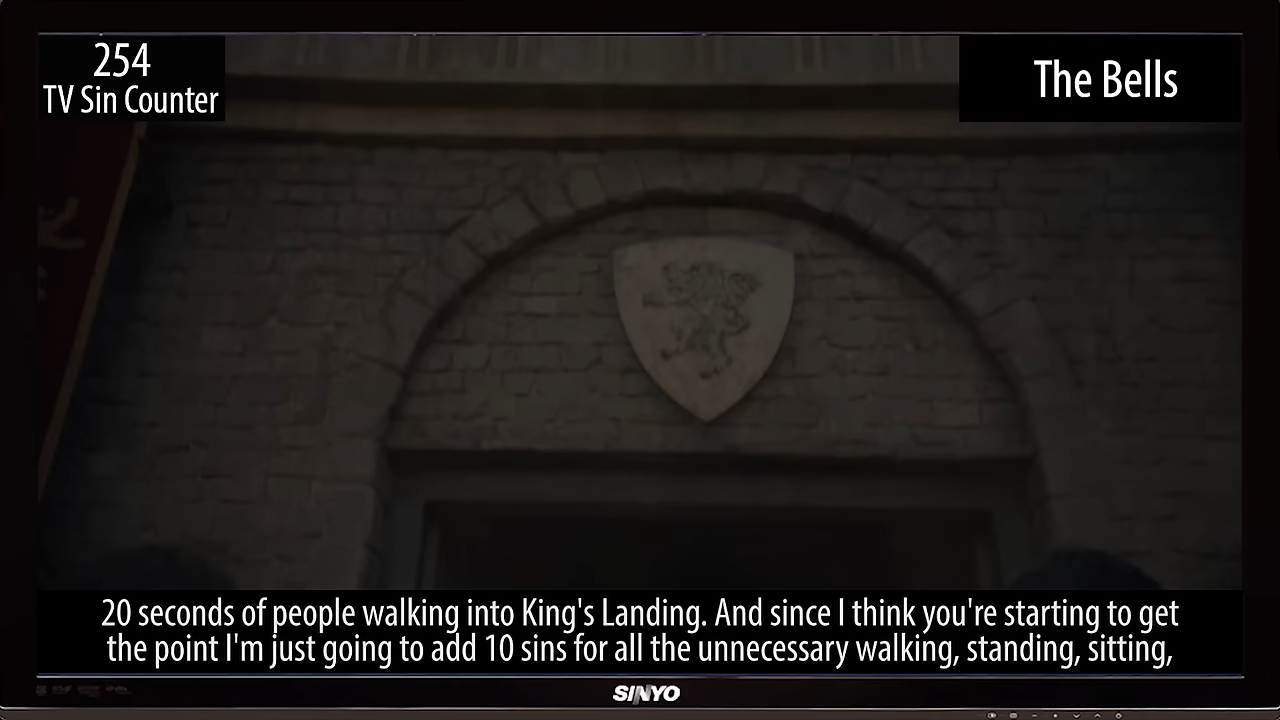 254
TV Sin Counter
The Bells
20 seconds of people walking into King's Landing. And since I think you're starting to get
the point I'm just going to add 10 sins for all the unnecessary walking, standing, sitting,
SINYO